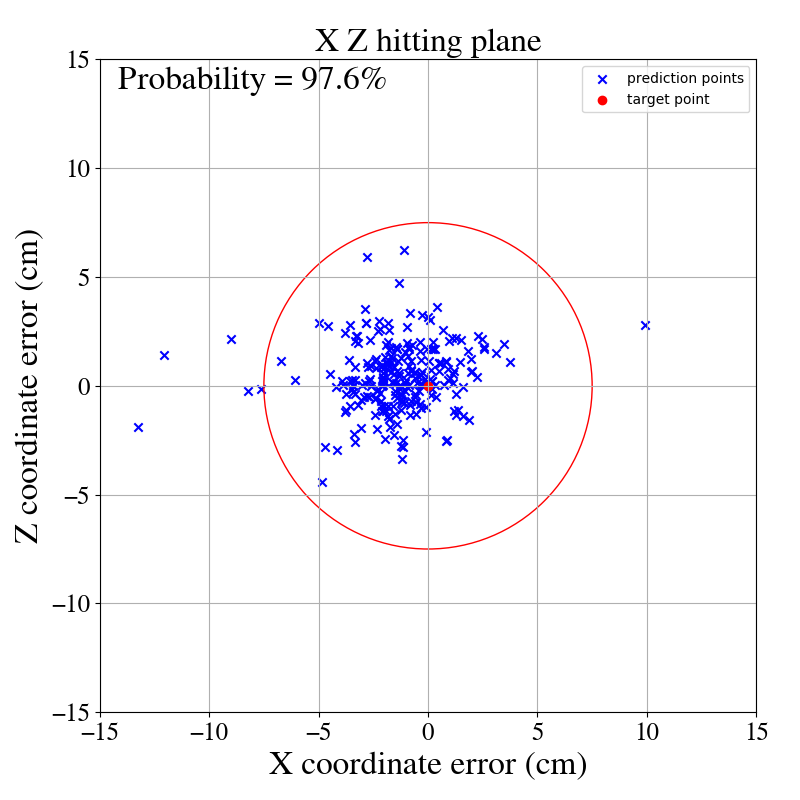 X Z hitting plane
Probability = 97.6%
prediction points
target point
15
10
5
0
−5
−10
−15
Z coordinate error (cm)
−15 −10 −5 0 5 10 15
X coordinate error (cm)